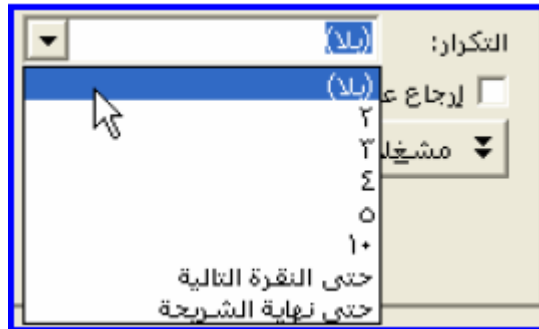 التكرار: (بلا)
إرجاع
(بلا)
٢
٣
مشغل
٤
٥
١٠
حتى النقرة التالية
حتى نهاية الشريحة